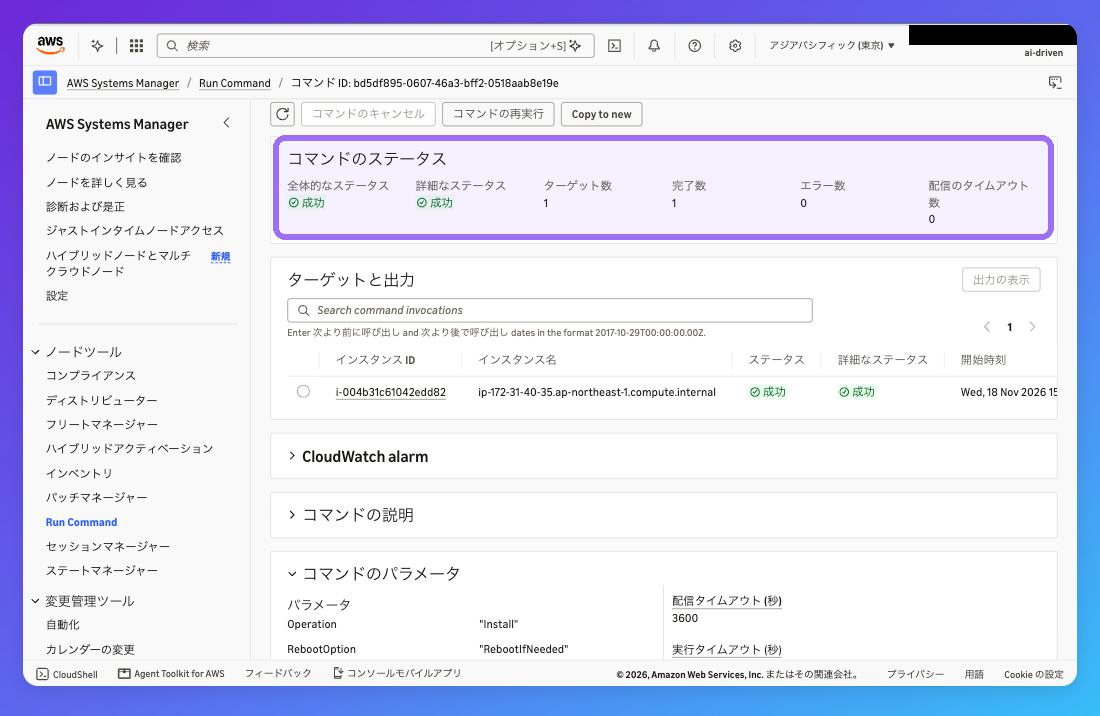 aws
検索
[オプション+S]
アジアパシフィック (東京) ▼
ai-driven
AWS Systems Manager / Run Command / コマンド ID: bd5df895-0607-46a3-bff2-0518aab8e19e
AWS Systems Manager
ノードのインサイトを確認
ノードを詳しく見る
診断および是正
ジャストインタイムノードアクセス
ハイブリッドノードとマルチ
クラウドノード
新規
設定
ノードツール
コンプライアンス
ディストリビューター
フリートマネージャー
ハイブリッドアクティベーション
インベントリ
パッチマネージャー
Run Command
セッションマネージャー
ステートマネージャー
変更管理ツール
自動化
カレンダーの変更
コマンドのキャンセル
コマンドの再実行
Copy to new
コマンドのステータス
全体的なステータス
成功
詳細なステータス
成功
ターゲット数
1
完了数
1
エラー数
0
配信のタイムアウト
数
0
ターゲットと出力
出力の表示
Search command invocations
Enter 次より前に呼び出し and 次より後で呼び出し dates in the format 2017-10-29T00:00:00.00Z.
1
インスタンス ID インスタンス名 ステータス 詳細なステータス 開始時刻
i-004b31c61042edd82 ip-172-31-40-35.ap-northeast-1.compute.internal 成功 成功 Wed, 18 Nov 2026 15
CloudWatch alarm
コマンドの説明
コマンドのパラメータ
パラメータ
Operation "Install"
RebootOption "RebootIfNeeded"
配信タイムアウト (秒)
3600
実行タイムアウト (秒)
CloudShell
Agent Toolkit for AWS
フィードバック
コンソールモバイルアプリ
© 2026, Amazon Web Services, Inc. またはその関連会社。
プライバシー
用語
Cookie の設定